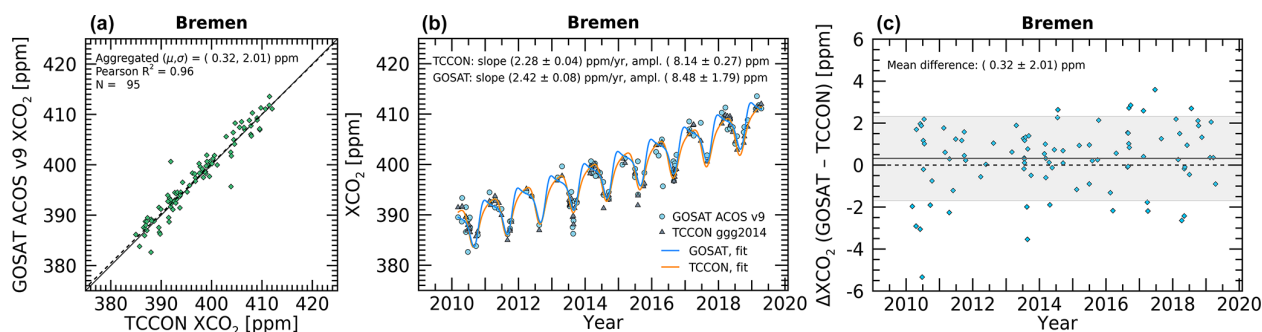 (a)
Bremen
GOSAT ACOS v9 XCO2 [ppm]
420
410
400
390
380
Aggregated (μ,σ) = ( 0.32, 2.01) ppm
Pearson R2 = 0.96
N = 95
380 390 400 410 420
TCCON XCO2 [ppm]
(b)
Bremen
XCO2 [ppm]
420
410
400
390
380
TCCON: slope (2.28 ± 0.04) ppm/yr, ampl. ( 8.14 ± 0.27) ppm
GOSAT: slope (2.42 ± 0.08) ppm/yr, ampl. ( 8.48 ± 1.79) ppm
GOSAT ACOS v9
TCCON ggg2014
GOSAT, fit
TCCON, fit
2010 2012 2014 2016 2018 2020
Year
(c)
Bremen
ΔXCO2 (GOSAT − TCCON) [ppm]
6
4
2
0
-2
-4
-6
Mean difference: ( 0.32 ± 2.01) ppm
2010 2012 2014 2016 2018 2020
Year